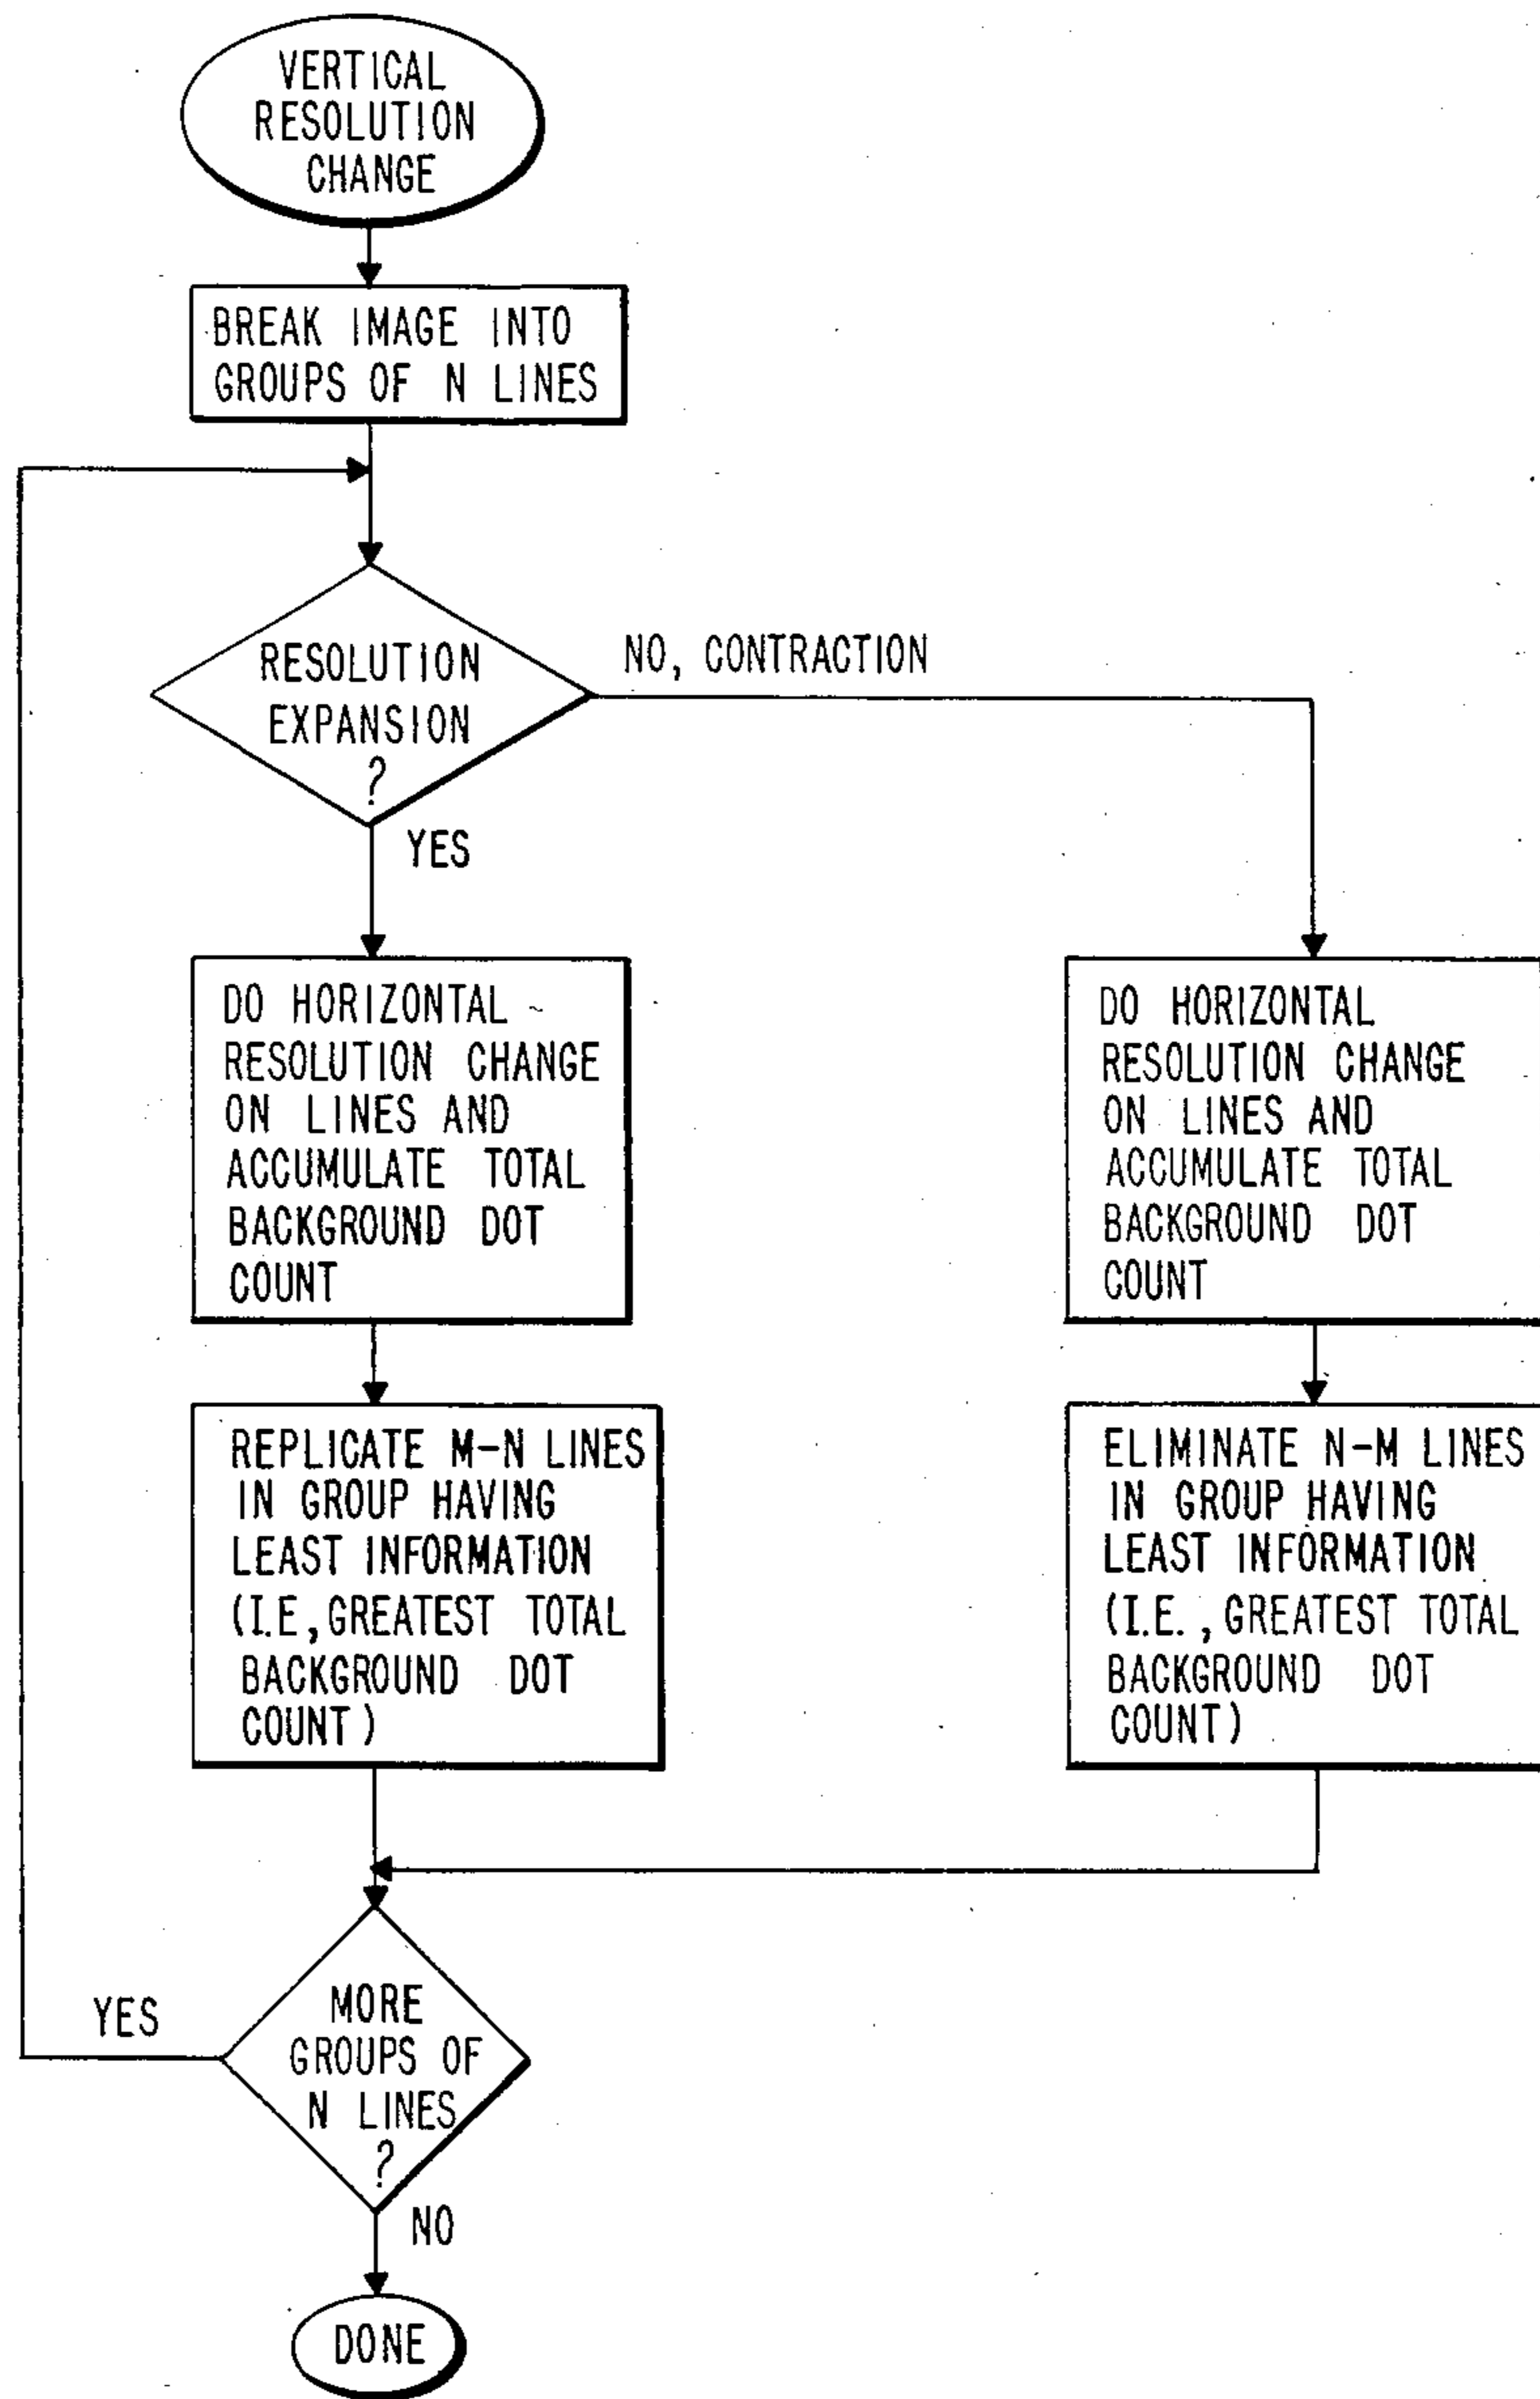 VERTICAL
RESOLUTION
CHANGE
BREAK IMAGE INTO
GROUPS OF N LINES
RESOLUTION
EXPANSION
?
NO, CONTRACTION
YES
DO HORIZONTAL
RESOLUTION CHANGE
ON LINES AND
ACCUMULATE TOTAL
BACKGROUND DOT
COUNT
DO HORIZONTAL
RESOLUTION CHANGE
ON LINES AND
ACCUMULATE TOTAL
BACKGROUND DOT
COUNT
REPLICATE M-N LINES
IN GROUP HAVING
LEAST INFORMATION
(I.E, GREATEST TOTAL
BACKGROUND DOT
COUNT)
ELIMINATE N-M LINES
IN GROUP HAVING
LEAST INFORMATION
(I.E., GREATEST TOTAL
BACKGROUND DOT
COUNT)
YES
MORE
GROUPS OF
N LINES
?
NO
DONE